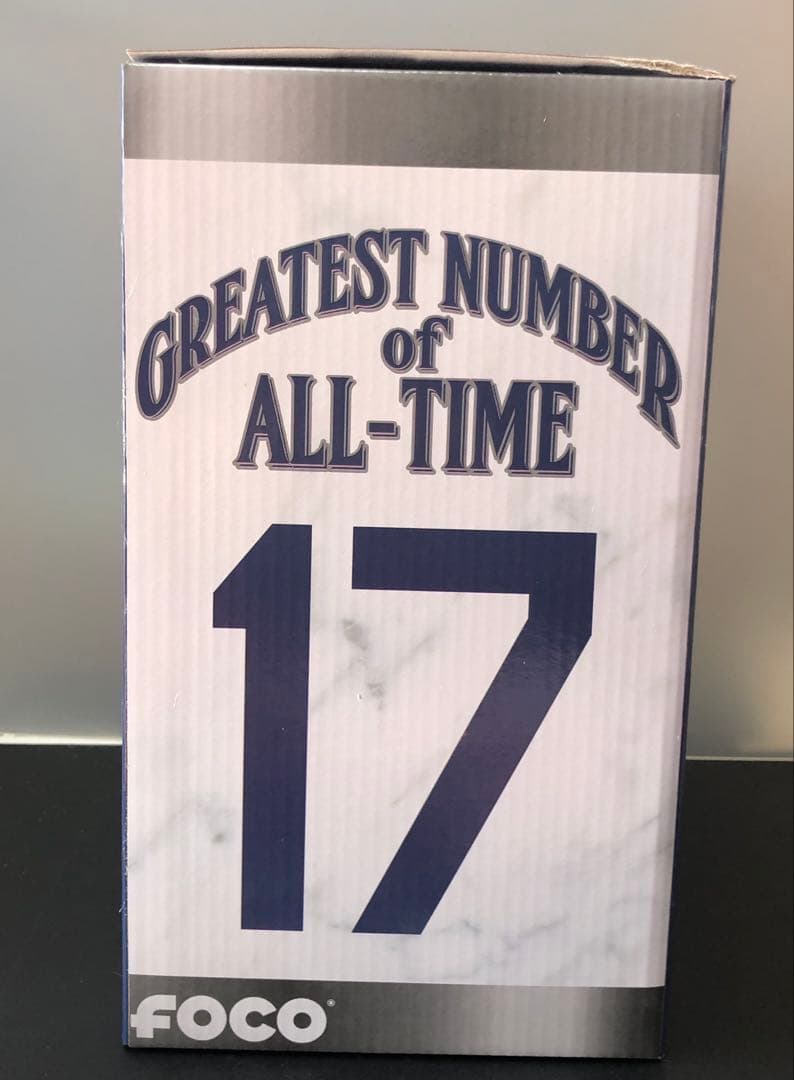 GREATEST NUMBER
of
ALL-TIME
17
FOCO®